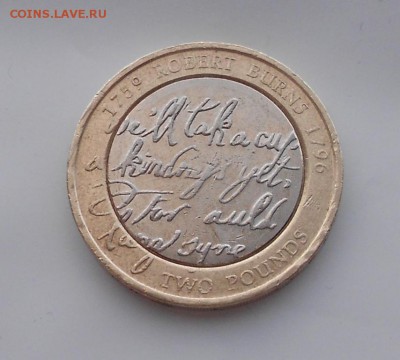 COINS.LAVE.RU
1759 ROBERT BURNS 1796
we'll tak a cup
kindness yet,
for auld
lang syne
TWO POUNDS